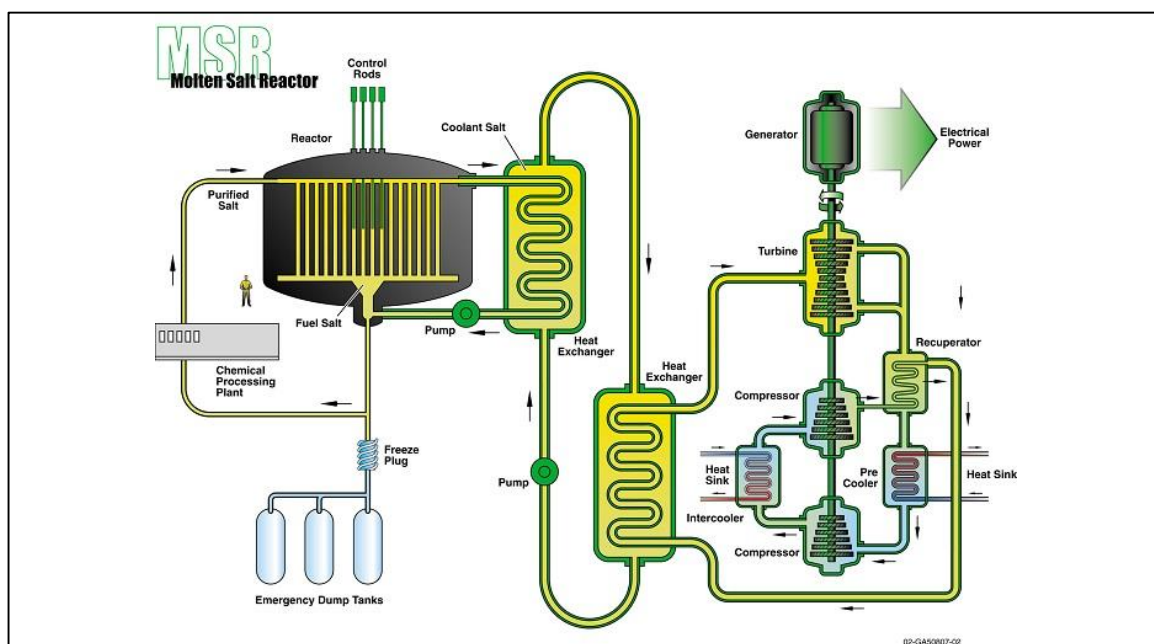 MSR
Molten Salt Reactor
Control
Rods
Reactor
Coolant Salt
Generator
Electrical
Power
Purified
Salt
Turbine
Fuel Salt
Pump
Heat
Exchanger
Recuperator
Heat
Exchanger
Chemical
Processing
Plant
Compressor
Freeze
Plug
Pump
Heat
Sink
Pre
Cooler
Heat Sink
Intercooler
Compressor
Emergency Dump Tanks
02-GA50807-02